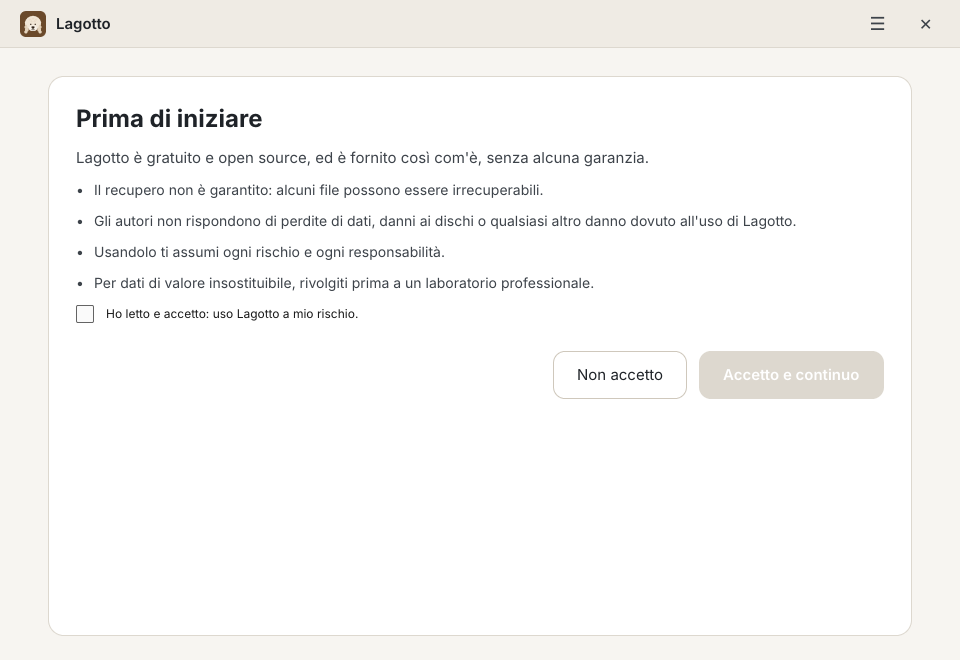 Lagotto
Prima di iniziare
Lagotto è gratuito e open source, ed è fornito così com'è, senza alcuna garanzia.
• Il recupero non è garantito: alcuni file possono essere irrecuperabili.
• Gli autori non rispondono di perdite di dati, danni ai dischi o qualsiasi altro danno dovuto all'uso di Lagotto.
• Usandolo ti assumi ogni rischio e ogni responsabilità.
• Per dati di valore insostituibile, rivolgiti prima a un laboratorio professionale.
Ho letto e accetto: uso Lagotto a mio rischio.
Non accetto
Accetto e continuo